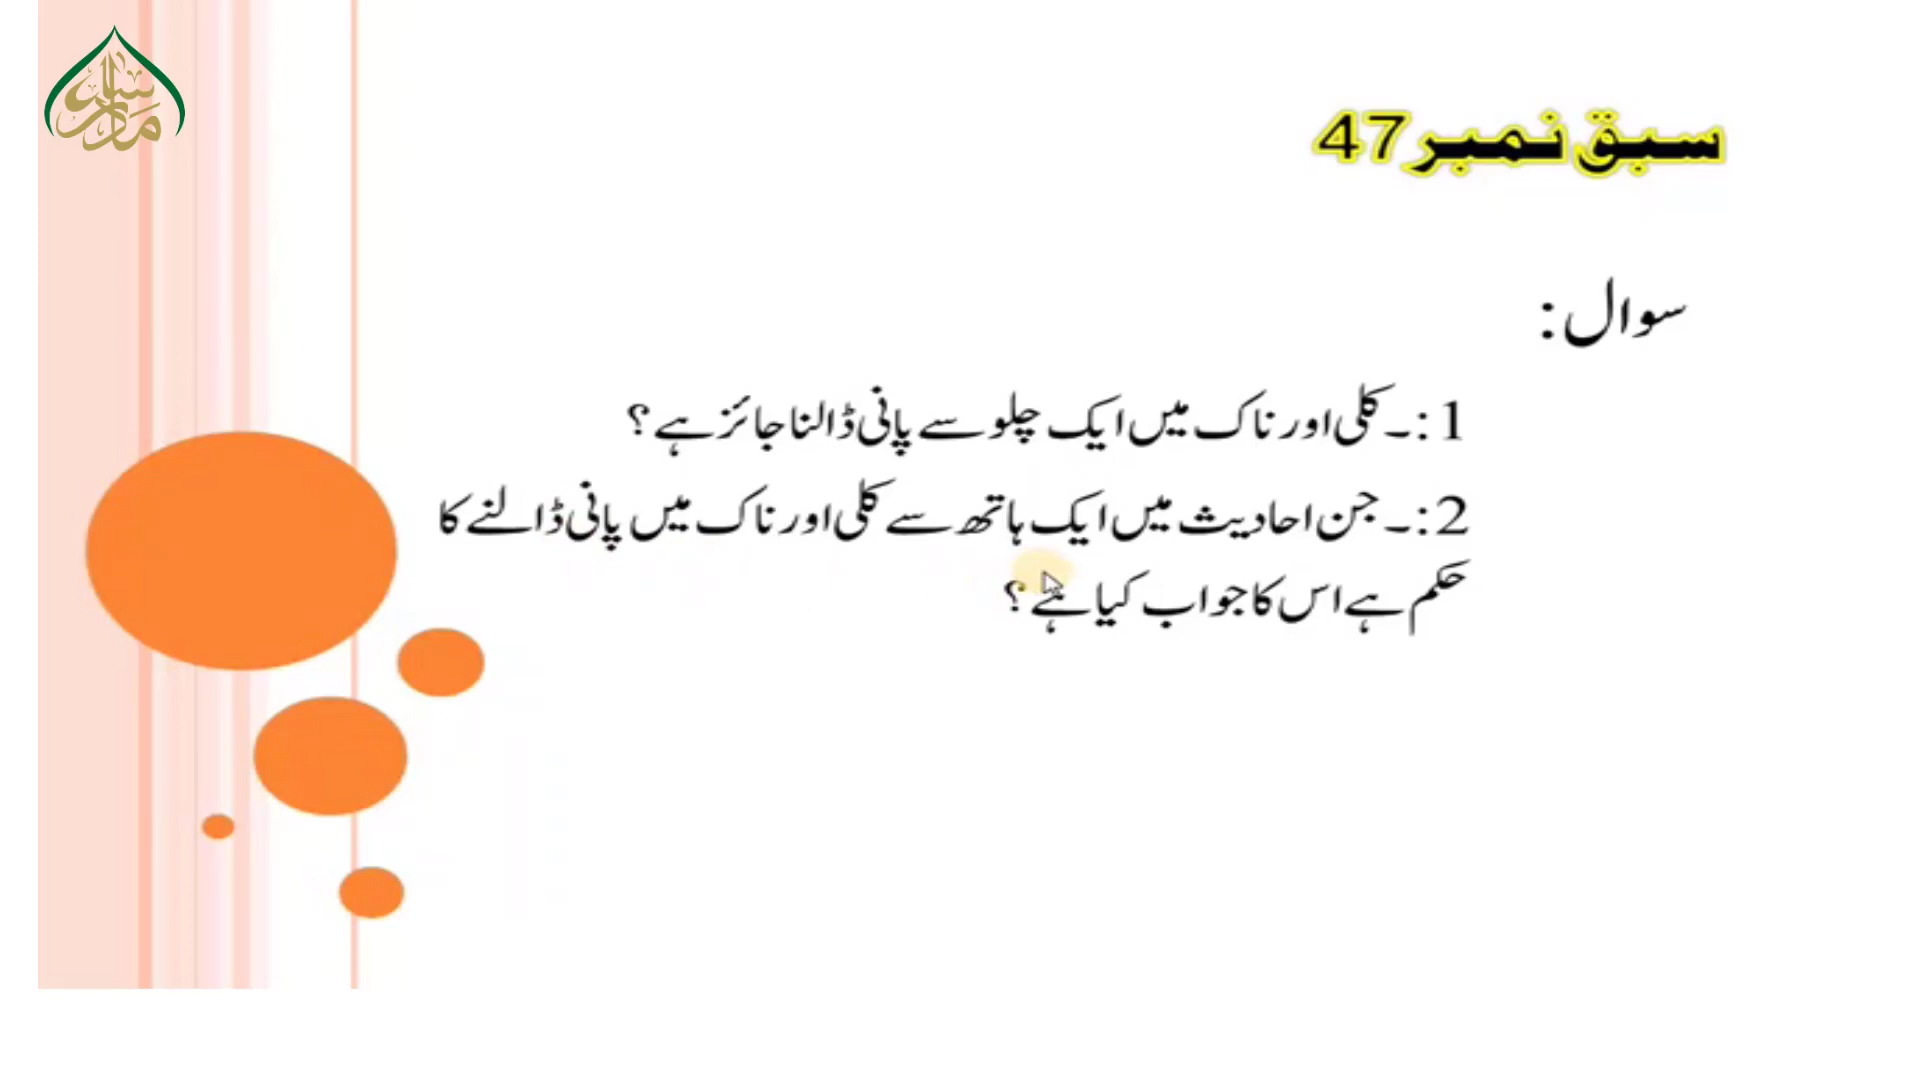 مدرسہ
سبق نمبر 47
سوال :
1:۔ کلی اور ناک میں ایک چلو سے پانی ڈالنا جائز ہے؟
2:۔ جن احادیث میں ایک ہاتھ سے کلی اور ناک میں پانی ڈالنے کا
حکم ہے اس کا جواب کیا ہے؟